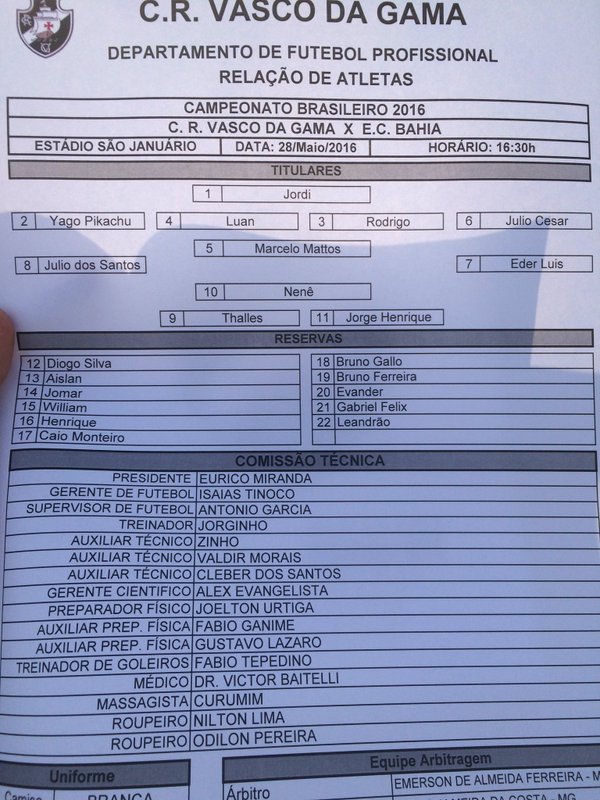 C.R. VASCO DA GAMA
DEPARTAMENTO DE FUTEBOL PROFISSIONAL
RELAÇÃO DE ATLETAS
CAMPEONATO BRASILEIRO 2016
C. R. VASCO DA GAMA X E.C. BAHIA
ESTÁDIO SÃO JANUÁRIO DATA: 28/Maio/2016 HORÁRIO: 16:30h
TITULARES
1 Jordi
2 Yago Pikachu 4 Luan 3 Rodrigo 6 Julio Cesar
5 Marcelo Mattos
8 Julio dos Santos 7 Eder Luis
10 Nenê
9 Thalles 11 Jorge Henrique
RESERVAS
12 Diogo Silva 18 Bruno Gallo
13 Aislan 19 Bruno Ferreira
14 Jomar 20 Evander
15 William 21 Gabriel Felix
16 Henrique 22 Leandrão
17 Caio Monteiro
COMISSÃO TÉCNICA
PRESIDENTE EURICO MIRANDA
GERENTE DE FUTEBOL ISAIAS TINOCO
SUPERVISOR DE FUTEBOL ANTONIO GARCIA
TREINADOR JORGINHO
AUXILIAR TÉCNICO ZINHO
AUXILIAR TÉCNICO VALDIR MORAIS
AUXILIAR TÉCNICO CLEBER DOS SANTOS
GERENTE CIENTIFICO ALEX EVANGELISTA
PREPARADOR FÍSICO JOELTON URTIGA
AUXILIAR PREP. FÍSICA FABIO GANIME
AUXILIAR PREP. FÍSICA GUSTAVO LAZARO
TREINADOR DE GOLEIROS FABIO TEPEDINO
MÉDICO DR. VICTOR BAITELLI
MASSAGISTA CURUMIM
ROUPEIRO NILTON LIMA
ROUPEIRO ODILON PEREIRA
Uniforme Equipe Arbitragem
Camisa BRANCA Árbitro EMERSON DE ALMEIDA FERREIRA - M
ALMEIDA DA COSTA - MG